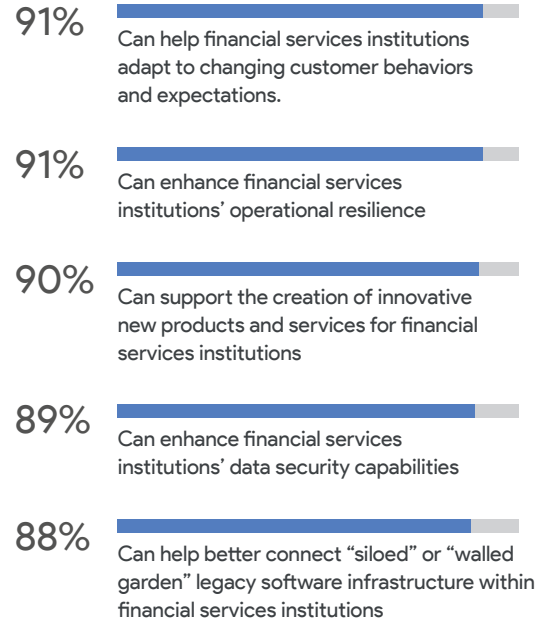 91%
Can help financial services institutions
adapt to changing customer behaviors
and expectations.
91%
Can enhance financial services
institutions’ operational resilience
90%
Can support the creation of innovative
new products and services for financial
services institutions
89%
Can enhance financial services
institutions’ data security capabilities
88%
Can help better connect “siloed” or “walled
garden” legacy software infrastructure within
financial services institutions